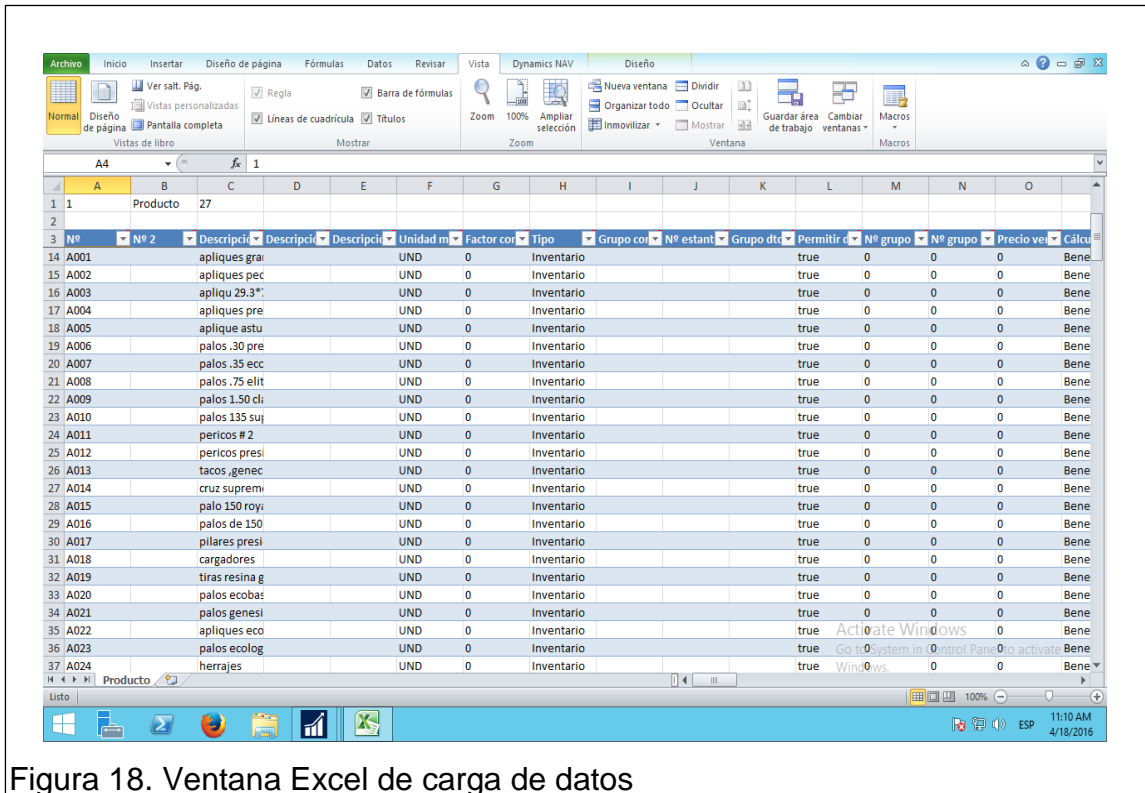 Archivo Inicio Insertar Diseño de página Fórmulas Datos Revisar Vista Dynamics NAV Diseño
Normal Diseño de página Ver salt. Pág. Vistas personalizadas Pantalla completa
Regla Barra de fórmulas
Líneas de cuadrícula Títulos
Zoom 100% Ampliar selección
Nueva ventana Dividir
Organizar todo Ocultar
Inmovilizar Mostrar
Guardar área de trabajo Cambiar ventanas Macros
Vistas de libro Mostrar Zoom Ventana Macros
A4 fx 1
A B C D E F G H I J K L M N O
1 1 Producto 27
2
3 Nº Nº 2 Descripcic Descripcic Descripcic Unidad m Factor cor Tipo Grupo cor Nº estant Grupo dtc Permitir d Nº grupo Nº grupo Precio ver Cálcu
14 A001 apliques gra UND 0 Inventario true 0 0 0 Bene
15 A002 apliques pec UND 0 Inventario true 0 0 0 Bene
16 A003 apliqu 29.3*: UND 0 Inventario true 0 0 0 Bene
17 A004 apliques pre UND 0 Inventario true 0 0 0 Bene
18 A005 aplique astu UND 0 Inventario true 0 0 0 Bene
19 A006 palos .30 pre UND 0 Inventario true 0 0 0 Bene
20 A007 palos .35 ecc UND 0 Inventario true 0 0 0 Bene
21 A008 palos .75 elit UND 0 Inventario true 0 0 0 Bene
22 A009 palos 1.50 cla UND 0 Inventario true 0 0 0 Bene
23 A010 palos 135 sup UND 0 Inventario true 0 0 0 Bene
24 A011 pericos # 2 UND 0 Inventario true 0 0 0 Bene
25 A012 pericos presi UND 0 Inventario true 0 0 0 Bene
26 A013 tacos ,genec UND 0 Inventario true 0 0 0 Bene
27 A014 cruz supreme UND 0 Inventario true 0 0 0 Bene
28 A015 palo 150 roya UND 0 Inventario true 0 0 0 Bene
29 A016 palos de 150 UND 0 Inventario true 0 0 0 Bene
30 A017 pilares presi UND 0 Inventario true 0 0 0 Bene
31 A018 cargadores UND 0 Inventario true 0 0 0 Bene
32 A019 tiras resina g UND 0 Inventario true 0 0 0 Bene
33 A020 palos ecobas UND 0 Inventario true 0 0 0 Bene
34 A021 palos genesi UND 0 Inventario true 0 0 0 Bene
35 A022 apliques eco UND 0 Inventario true 0 0 0 Bene
36 A023 palos ecolog UND 0 Inventario true 0 0 0 Bene
37 A024 herrajes UND 0 Inventario true 0 0 0 Bene
Activate Windows
Go to System in Control Panel to activate
Windows.
Producto
Listo 100%
ESP 11:10 AM
4/18/2016
Figura 18. Ventana Excel de carga de datos